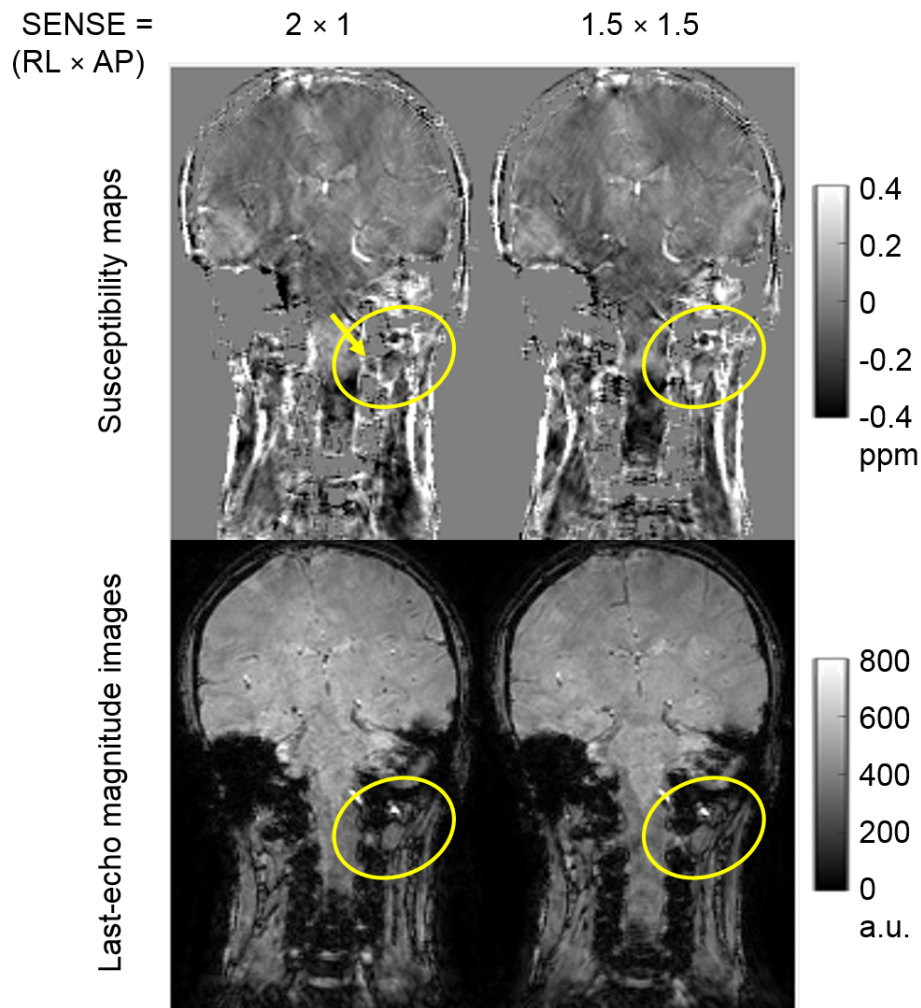 SENSE =
(RL × AP)
2 × 1
1.5 × 1.5
Susceptibility maps
0.4
0.2
0
-0.2
-0.4
ppm
Last-echo magnitude images
800
600
400
200
0
a.u.